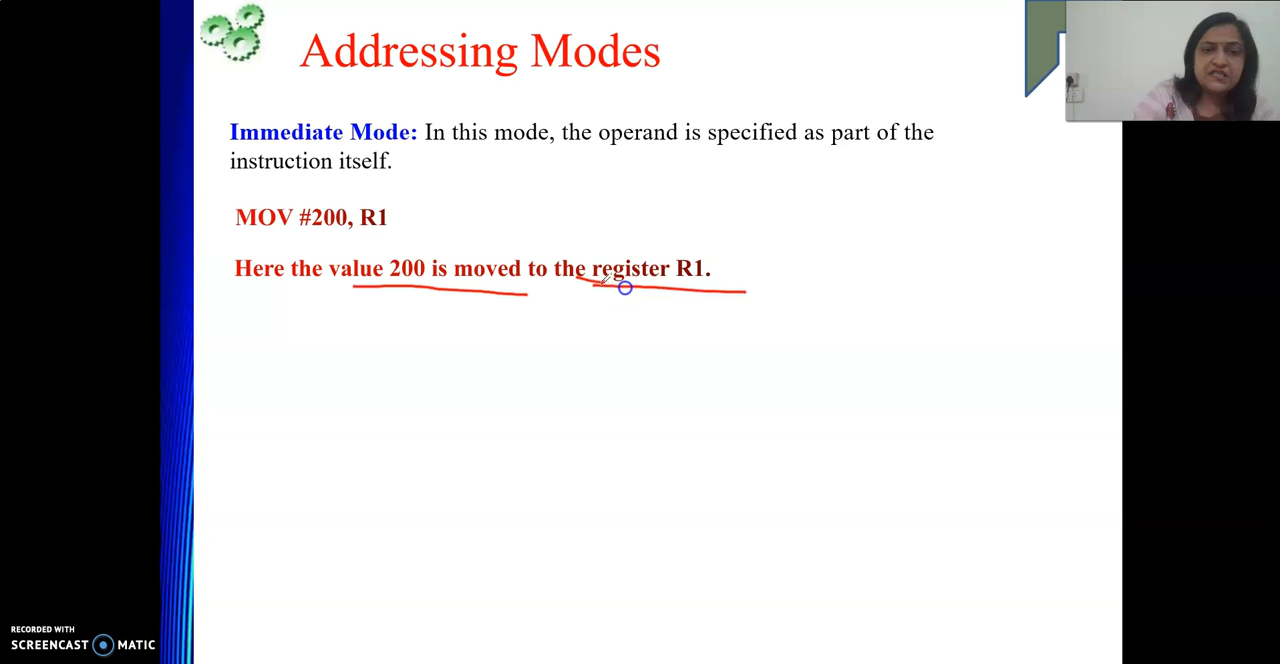 Addressing Modes
Immediate Mode: In this mode, the operand is specified as part of the
instruction itself.
MOV #200, R1
Here the value 200 is moved to the register R1.
RECORDED WITH
SCREENCAST MATIC